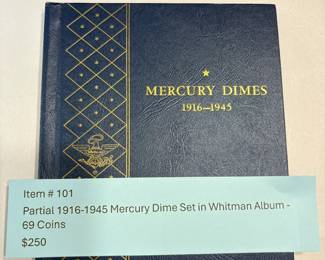 MERCURY DIMES
1916-1945
Item # 101
Partial 1916-1945 Mercury Dime Set in Whitman Album -
69 Coins
$250